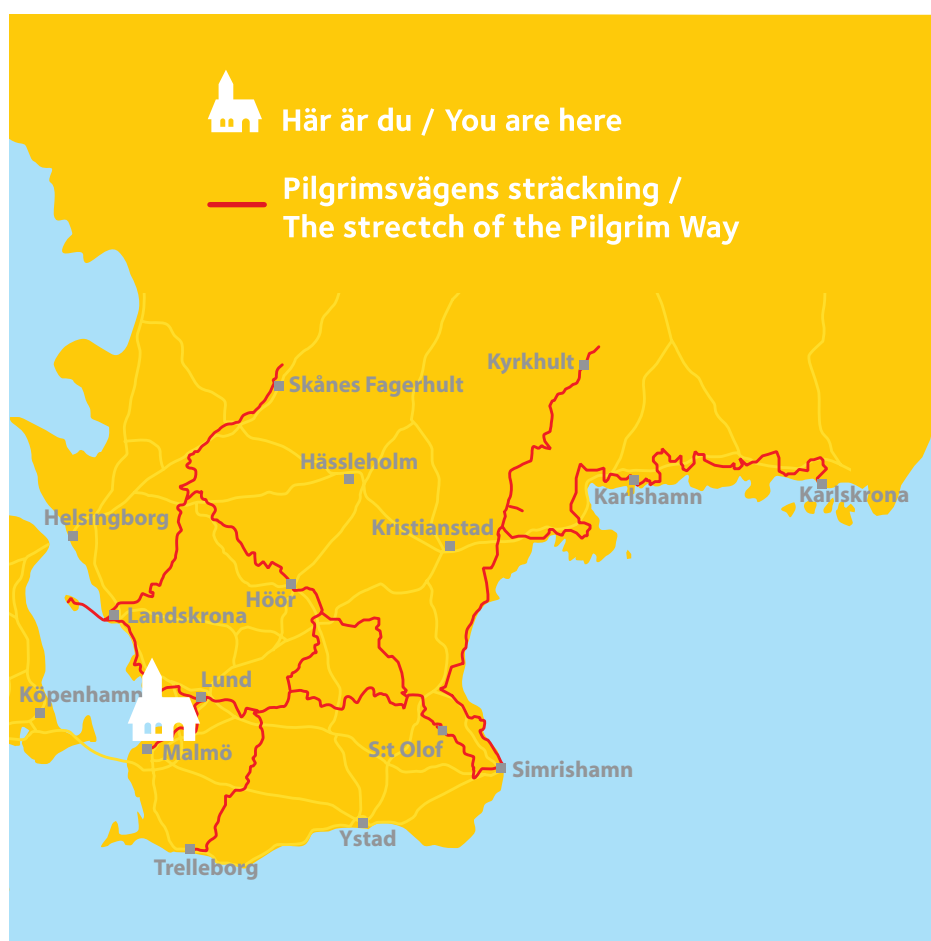 Här är du / You are here
Pilgrimsvägens sträckning /
The strectch of the Pilgrim Way
Kyrkhult
Skånes Fagerhult
Hässleholm
Karlshamn
Karlskrona
Helsingborg
Kristianstad
Höör
Landskrona
Lund
Köpenhamn
Malmö
S:t Olof
Simrishamn
Ystad
Trelleborg